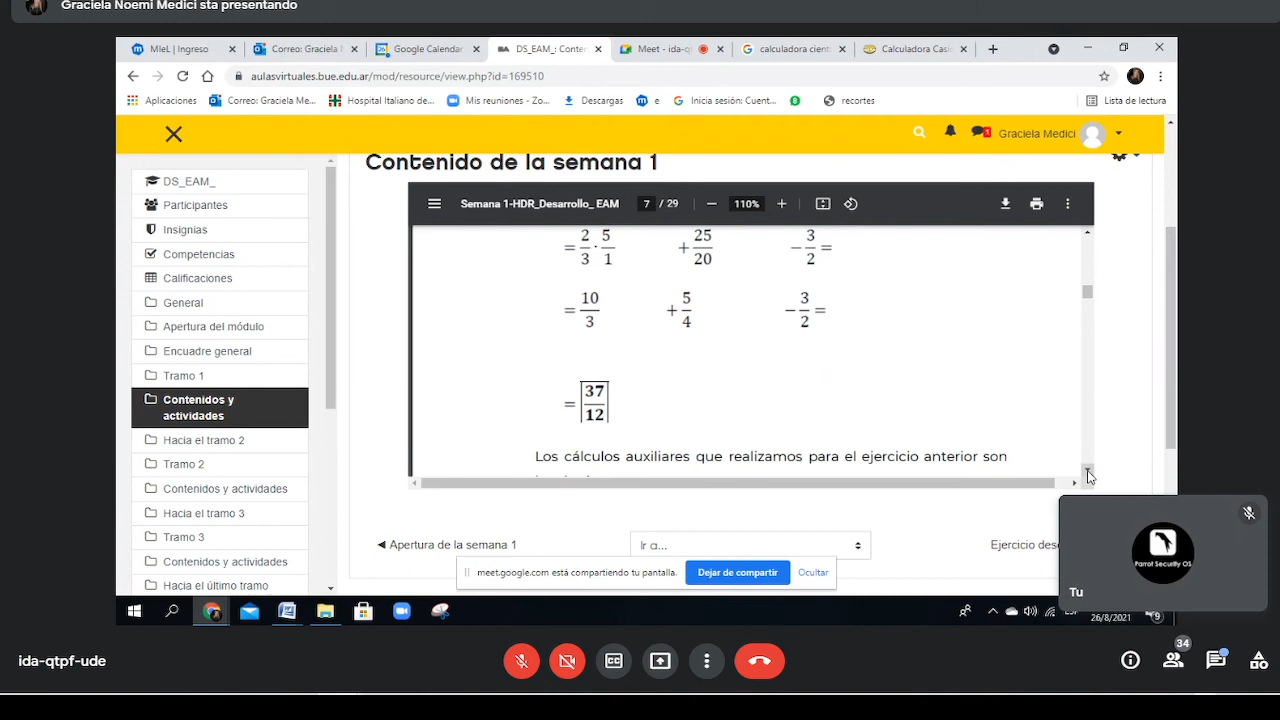 Graciela Noemi Medici sta presentando
MIeL | Ingreso
Correo: Graciela N
Google Calendar
DS_EAM_: Conte
Meet - ida-qt
calculadora cient
Calculadora Casi
aulasvirtuales.bue.edu.ar/mod/resource/view.php?id=169510
Aplicaciones
Correo: Graciela Me...
Hospital Italiano de...
Mis reuniones - Zo...
Descargas
e
Inicia sesión: Cuent...
recortes
Lista de lectura
Graciela Medici
DS_EAM_
Participantes
Insignias
Competencias
Calificaciones
General
Apertura del módulo
Encuadre general
Tramo 1
Contenidos y
actividades
Hacia el tramo 2
Tramo 2
Contenidos y actividades
Hacia el tramo 3
Tramo 3
Contenidos y actividades
Hacia el último tramo
Contenido de la semana 1
Semana 1-HDR_Desarrollo_ EAM 7 / 29 − 110% +
= 2/3 · 5/1 + 25/20 − 3/2 =
= 10/3 + 5/4 − 3/2 =
= 37/12
Los cálculos auxiliares que realizamos para el ejercicio anterior son
◀ Apertura de la semana 1
Ir a...
Ejercicio des
meet.google.com está compartiendo tu pantalla.
Dejar de compartir
Ocultar
Parrot Security OS
Tu
26/8/2021
9
ida-qtpf-ude
34